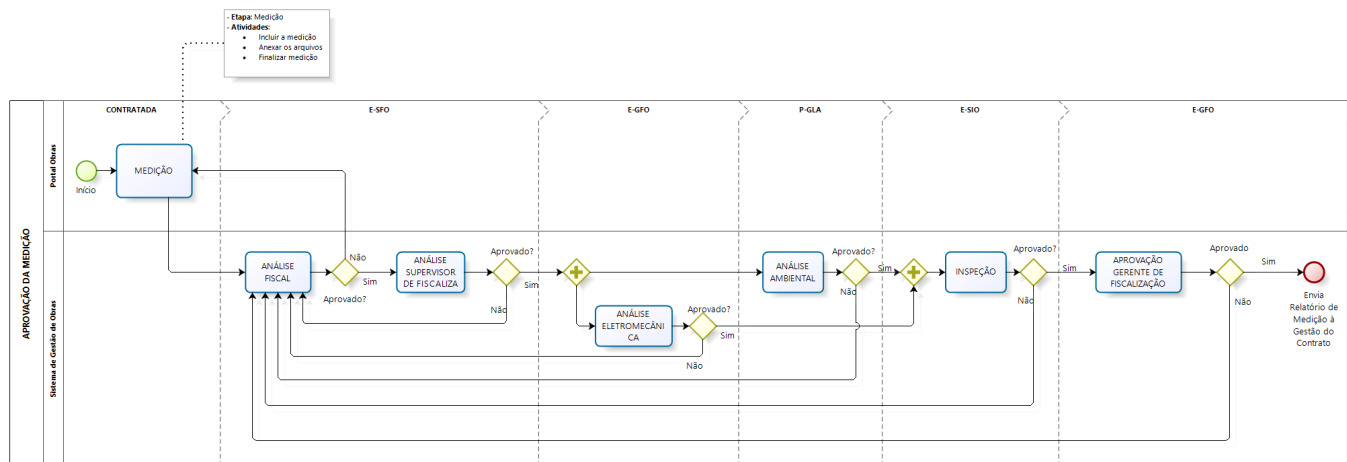 - Etapa: Medição
- Atividades:
• Incluir a medição
• Anexar os arquivos
• Finalizar medição
APROVAÇÃO DA MEDIÇÃO
Portal Obras
Sistema de Gestão de Obras
CONTRATADA
E-SFO
E-GFO
P-GLA
E-SIO
E-GFO
Início
MEDIÇÃO
ANÁLISE
FISCAL
Não
Sim
Aprovado?
ANÁLISE
SUPERVISOR
DE FISCALIZA
Aprovado?
Sim
Não
ANÁLISE
ELETROMECÂNI
CA
Aprovado?
Sim
Não
ANÁLISE
AMBIENTAL
Aprovado?
Sim
Não
INSPEÇÃO
Aprovado?
Sim
Não
APROVAÇÃO
GERENTE DE
FISCALIZAÇÃO
Aprovado
Sim
Não
Envia
Relatório de
Medição à
Gestão do
Contrato